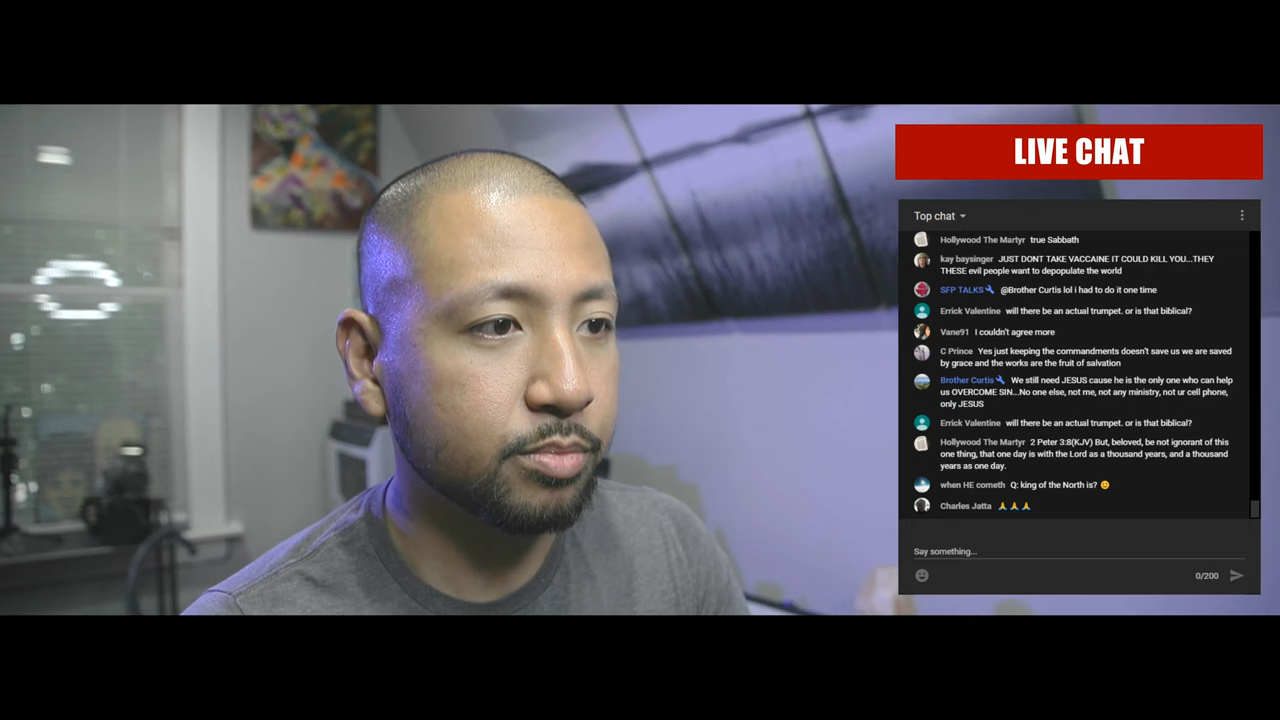 LIVE CHAT
Top chat
Hollywood The Martyr true Sabbath
kay baysinger JUST DONT TAKE VACCAINE IT COULD KILL YOU...THEY
THESE evil people want to depopulate the world
SFP TALKS @Brother Curtis lol i had to do it one time
Errick Valentine will there be an actual trumpet. or is that biblical?
Vane91 I couldn't agree more
C Prince Yes just keeping the commandments doesn't save us we are saved
by grace and the works are the fruit of salvation
Brother Curtis We still need JESUS cause he is the only one who can help
us OVERCOME SIN...No one else, not me, not any ministry, not ur cell phone,
only JESUS
Errick Valentine will there be an actual trumpet. or is that biblical?
Hollywood The Martyr 2 Peter 3:8(KJV) But, beloved, be not ignorant of this
one thing, that one day is with the Lord as a thousand years, and a thousand
years as one day.
when HE cometh Q: king of the North is? 🙂
Charles Jatta 🙏🙏🙏
Say something...
0/200